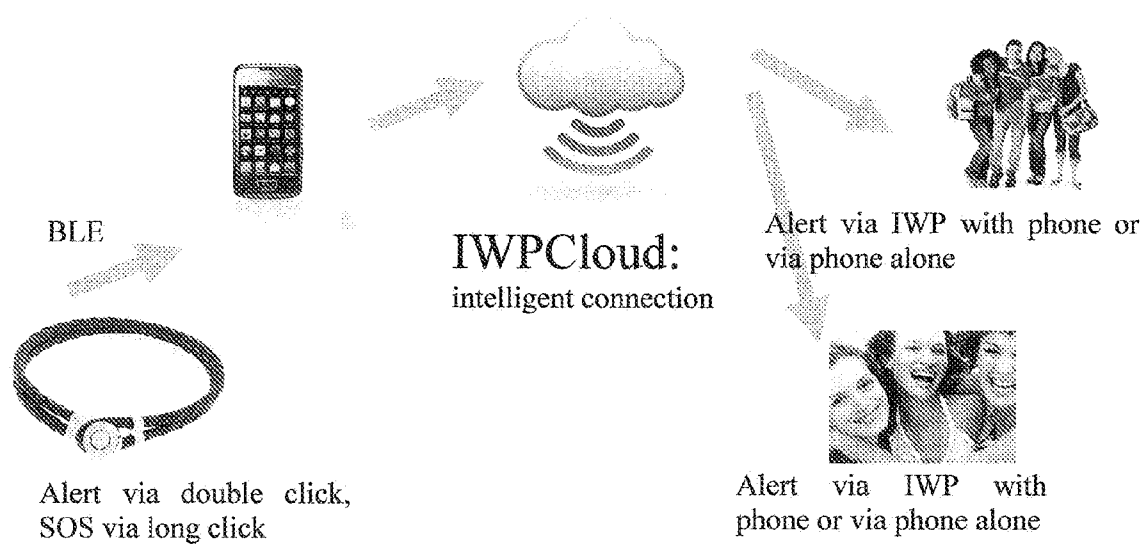 BLE
Alert via double click,
SOS via long click
IWPCloud:
intelligent connection
Alert via IWP with phone or
via phone alone
Alert via IWP with
phone or via phone alone